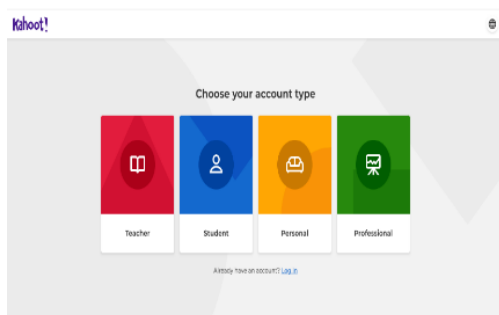 Kahoot!
Choose your account type
Teacher Student Personal Professional
Already have an account? Log in